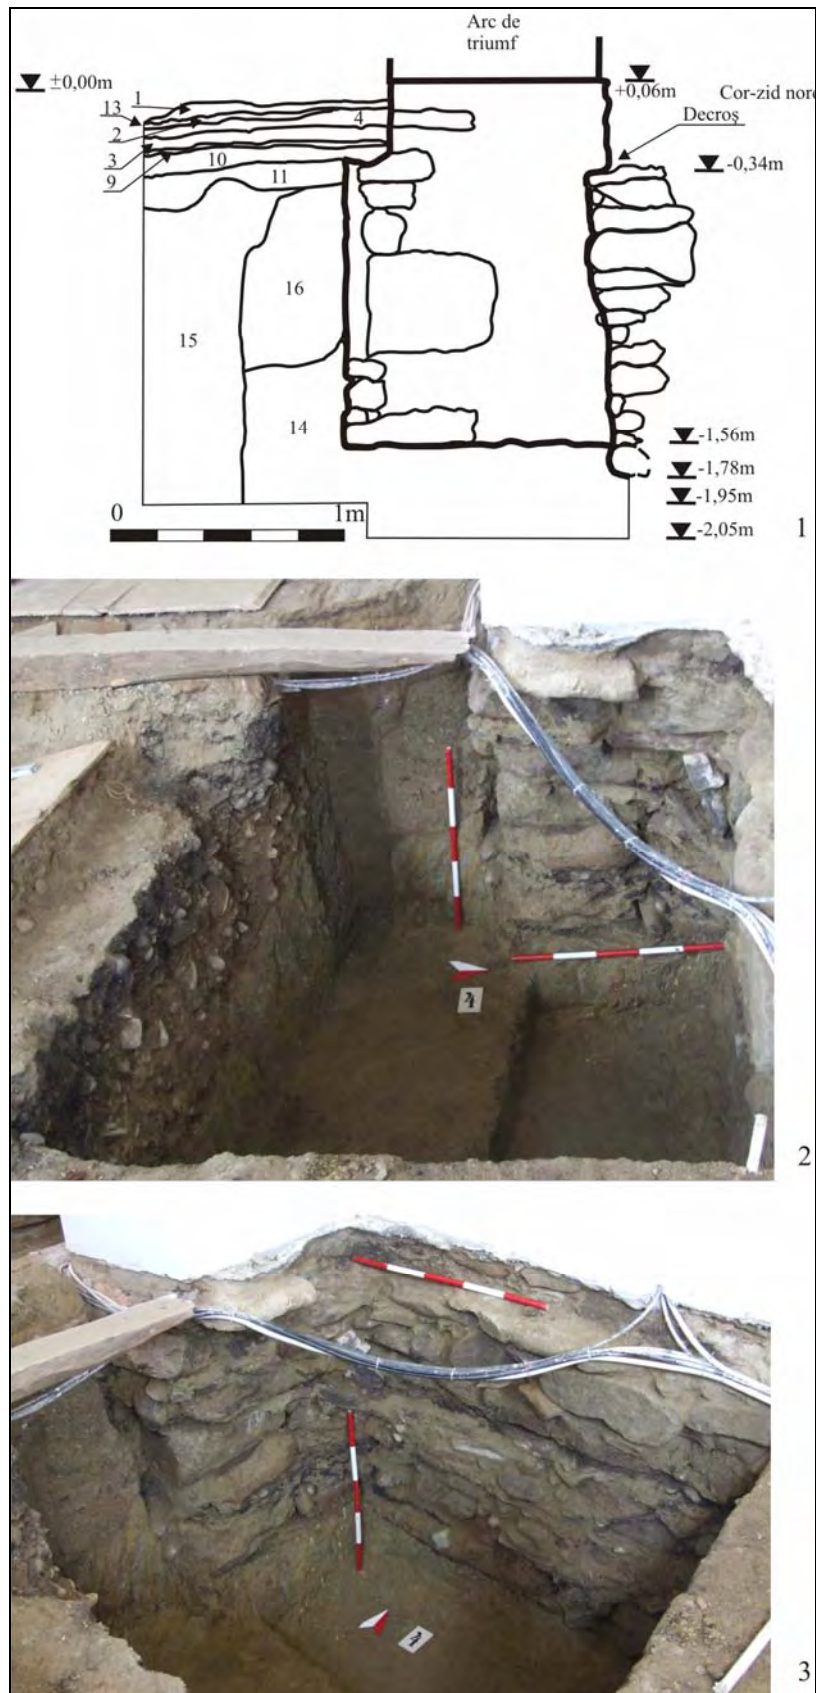 Arc de
triumf
±0,00m
+0,06m
Cor-zid nord
Decroş
-0,34m
1
13
2
4
3
10
9
11
16
15
14
-1,56m
-1,78m
-1,95m
-2,05m
0 1m
1
2
3